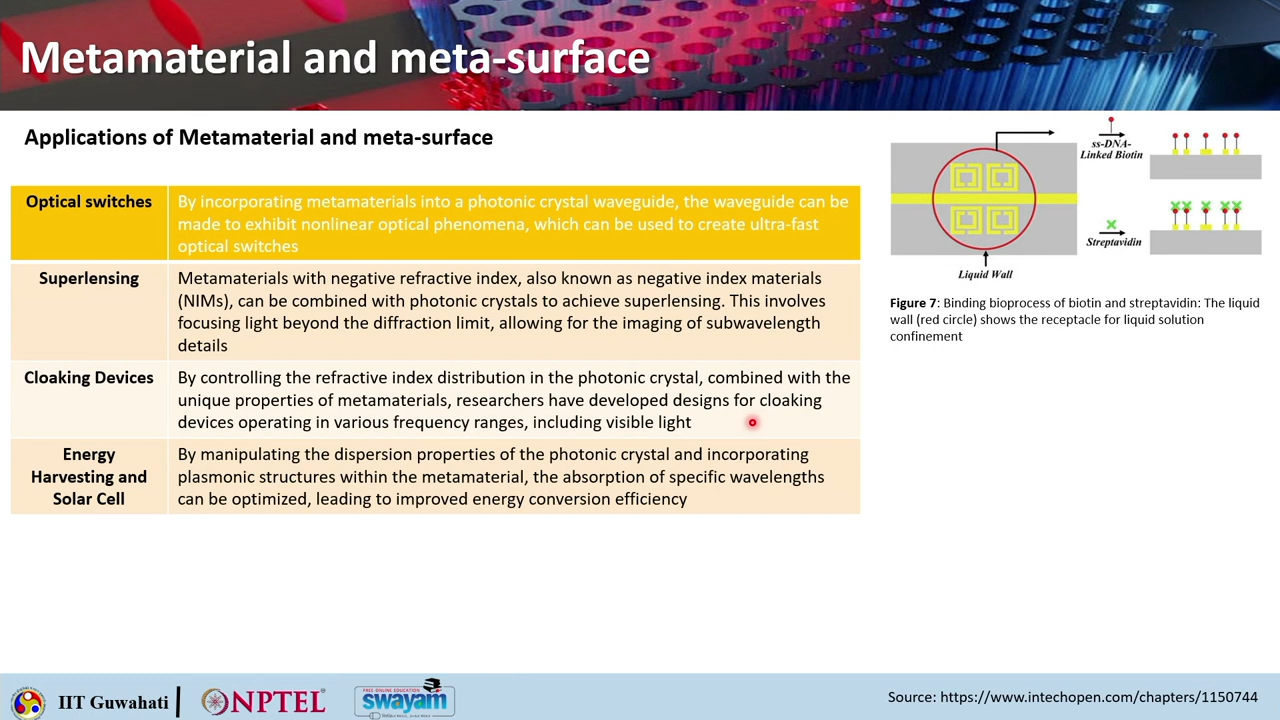 Metamaterial and meta-surface
Applications of Metamaterial and meta-surface
Optical switches
By incorporating metamaterials into a photonic crystal waveguide, the waveguide can be
made to exhibit nonlinear optical phenomena, which can be used to create ultra-fast
optical switches
Superlensing
Metamaterials with negative refractive index, also known as negative index materials
(NIMs), can be combined with photonic crystals to achieve superlensing. This involves
focusing light beyond the diffraction limit, allowing for the imaging of subwavelength
details
Cloaking Devices
By controlling the refractive index distribution in the photonic crystal, combined with the
unique properties of metamaterials, researchers have developed designs for cloaking
devices operating in various frequency ranges, including visible light
Energy
Harvesting and
Solar Cell
By manipulating the dispersion properties of the photonic crystal and incorporating
plasmonic structures within the metamaterial, the absorption of specific wavelengths
can be optimized, leading to improved energy conversion efficiency
ss-DNA-
Linked Biotin
Streptavidin
Liquid Wall
Figure 7: Binding bioprocess of biotin and streptavidin: The liquid
wall (red circle) shows the receptacle for liquid solution
confinement
IIT Guwahati
NPTEL
FREE ONLINE EDUCATION
swayam
Source: https://www.intechopen.com/chapters/1150744